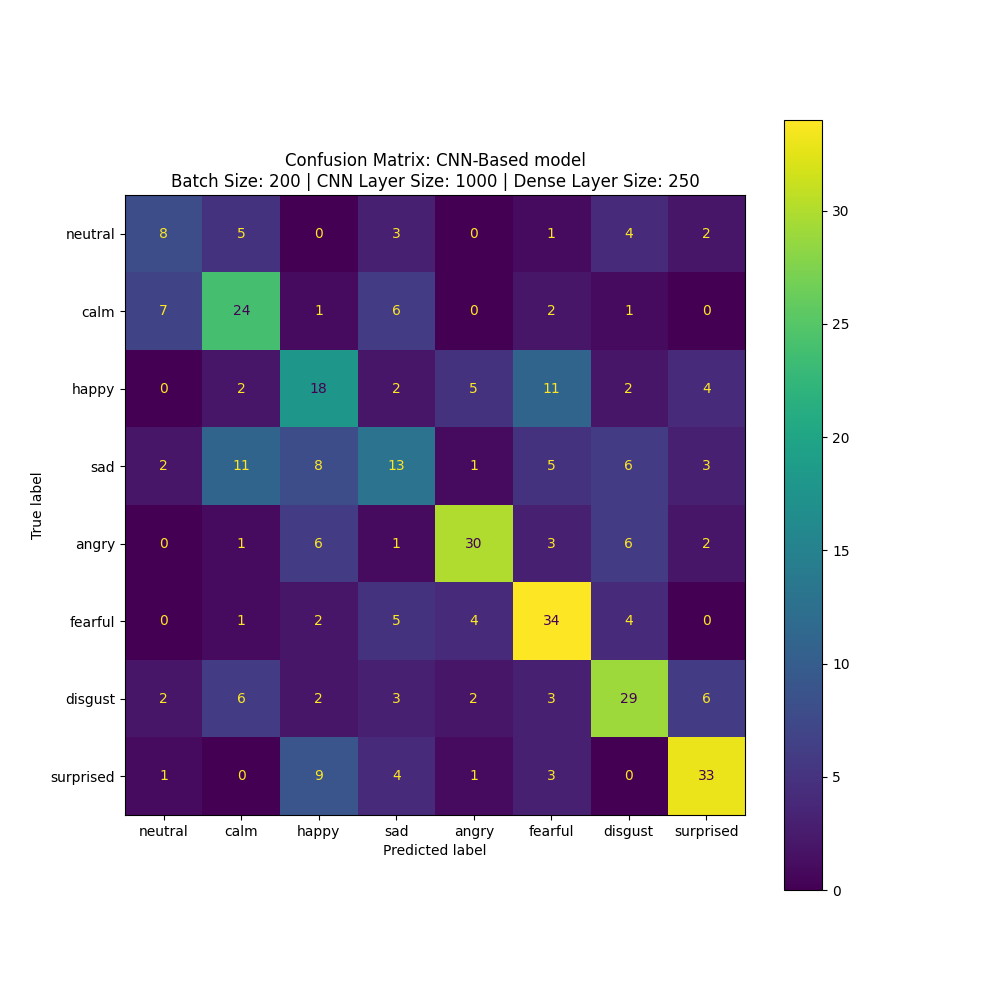 Confusion Matrix: CNN-Based model
Batch Size: 200 | CNN Layer Size: 1000 | Dense Layer Size: 250
True label
neutral 8 5 0 3 0 1 4 2
calm 7 24 1 6 0 2 1 0
happy 0 2 18 2 5 11 2 4
sad 2 11 8 13 1 5 6 3
angry 0 1 6 1 30 3 6 2
fearful 0 1 2 5 4 34 4 0
disgust 2 6 2 3 2 3 29 6
surprised 1 0 9 4 1 3 0 33
neutral calm happy sad angry fearful disgust surprised
Predicted label
30
25
20
15
10
5
0